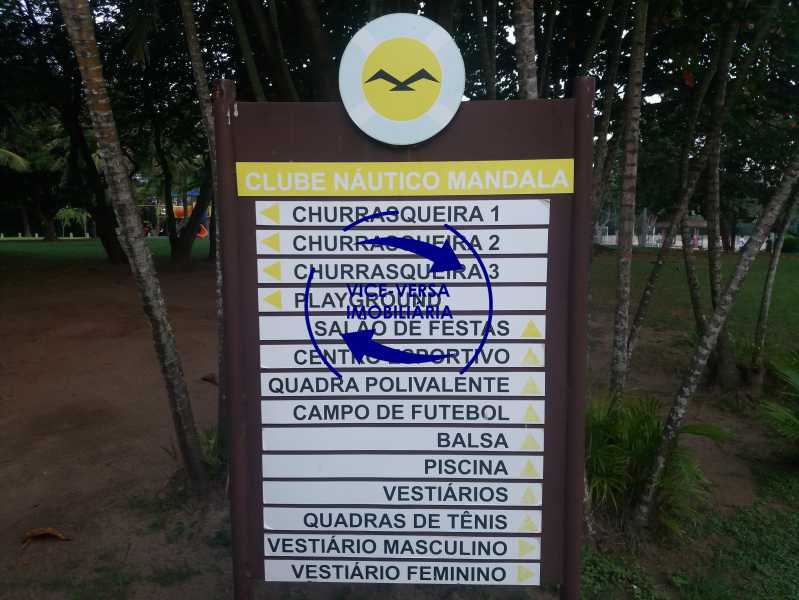 CLUBE NÁUTICO MANDALA
CHURRASQUEIRA 1
CHURRASQUEIRA 2
CHURRASQUEIRA 3
PLAYGROUND
VICE-VERSA
IMOBILIÁRIA
SALÃO DE FESTAS
CENTRO ESPORTIVO
QUADRA POLIVALENTE
CAMPO DE FUTEBOL
BALSA
PISCINA
VESTIÁRIOS
QUADRAS DE TÊNIS
VESTIÁRIO MASCULINO
VESTIÁRIO FEMININO